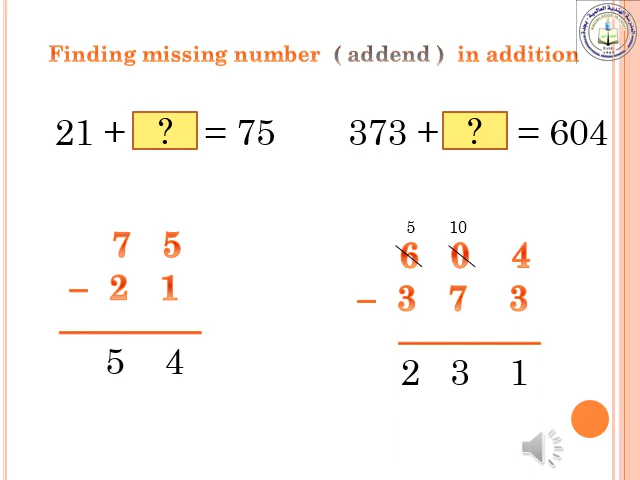 Finding missing number ( addend ) in addition
21 + ? = 75
373 + ? = 604
7 5
– 2 1
5 4
5 10
6 0 4
– 3 7 3
2 3 1